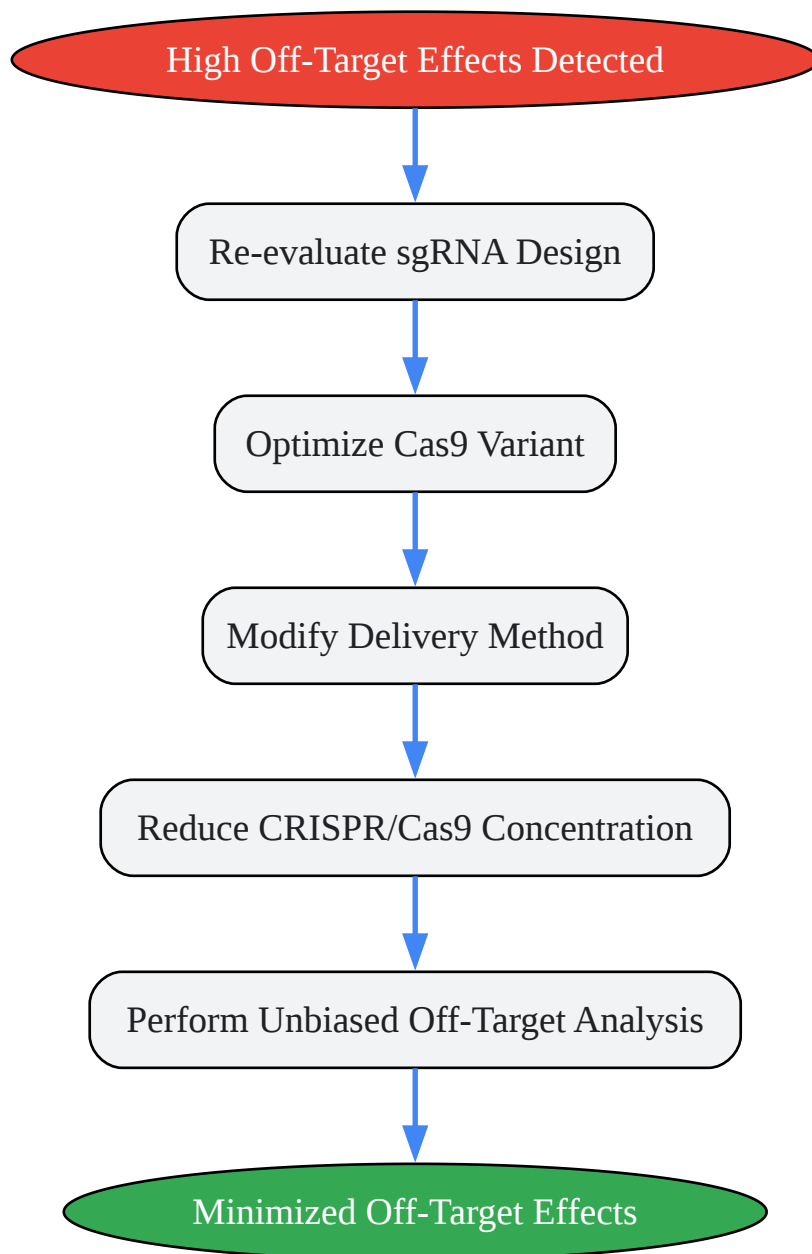 High Off-Target Effects Detected
Re-evaluate sgRNA Design
Optimize Cas9 Variant
Modify Delivery Method
Reduce CRISPR/Cas9 Concentration
Perform Unbiased Off-Target Analysis
Minimized Off-Target Effects